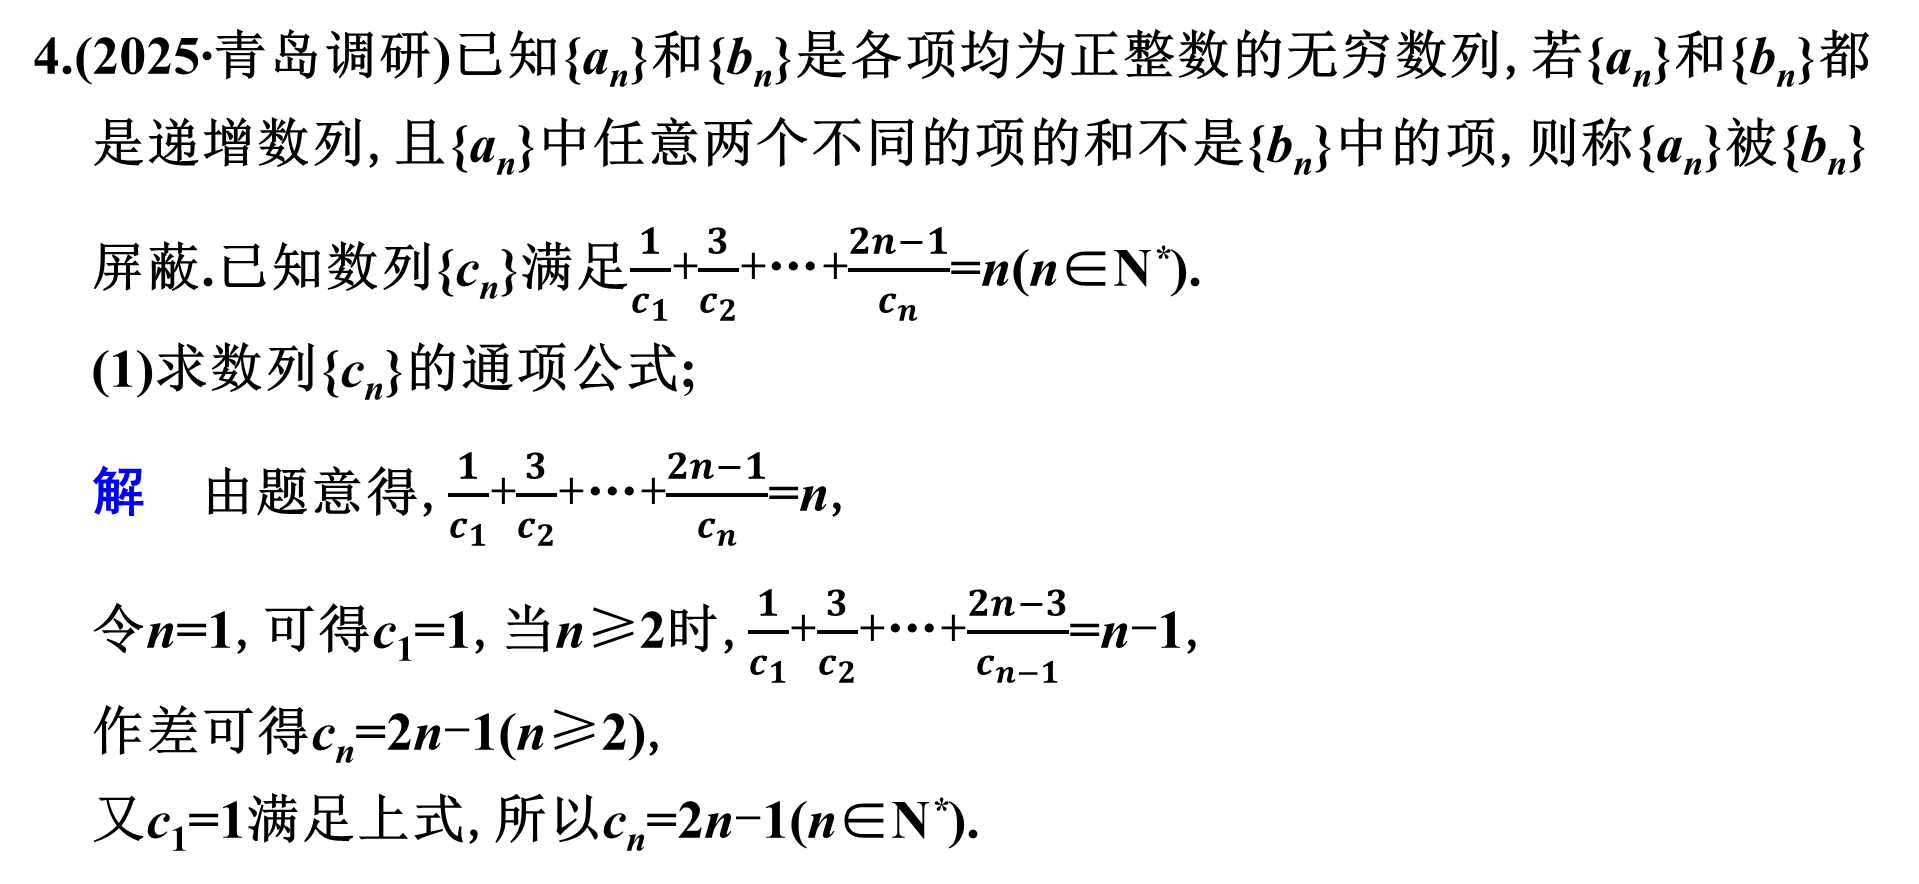 4.(2025·青岛调研)已知{aₙ}和{bₙ}是各项均为正整数的无穷数列,若{aₙ}和{bₙ}都
是递增数列,且{aₙ}中任意两个不同的项的和不是{bₙ}中的项,则称{aₙ}被{bₙ}
屏蔽.已知数列{cₙ}满足1/c₁+3/c₂+⋯+(2n−1)/cₙ=n(n∈N*).
(1)求数列{cₙ}的通项公式;
解 由题意得,1/c₁+3/c₂+⋯+(2n−1)/cₙ=n,
令n=1,可得c₁=1,当n⩾2时,1/c₁+3/c₂+⋯+(2n−3)/cₙ₋₁=n−1,
作差可得cₙ=2n−1(n⩾2),
又c₁=1满足上式,所以cₙ=2n−1(n∈N*).